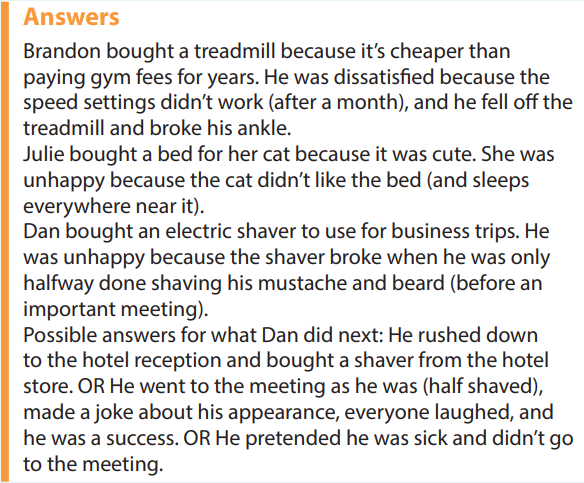 Answers
Brandon bought a treadmill because it’s cheaper than
paying gym fees for years. He was dissatisfied because the
speed settings didn’t work (after a month), and he fell off the
treadmill and broke his ankle.
Julie bought a bed for her cat because it was cute. She was
unhappy because the cat didn’t like the bed (and sleeps
everywhere near it).
Dan bought an electric shaver to use for business trips. He
was unhappy because the shaver broke when he was only
halfway done shaving his mustache and beard (before an
important meeting).
Possible answers for what Dan did next: He rushed down
to the hotel reception and bought a shaver from the hotel
store. OR He went to the meeting as he was (half shaved),
made a joke about his appearance, everyone laughed, and
he was a success. OR He pretended he was sick and didn’t go
to the meeting.